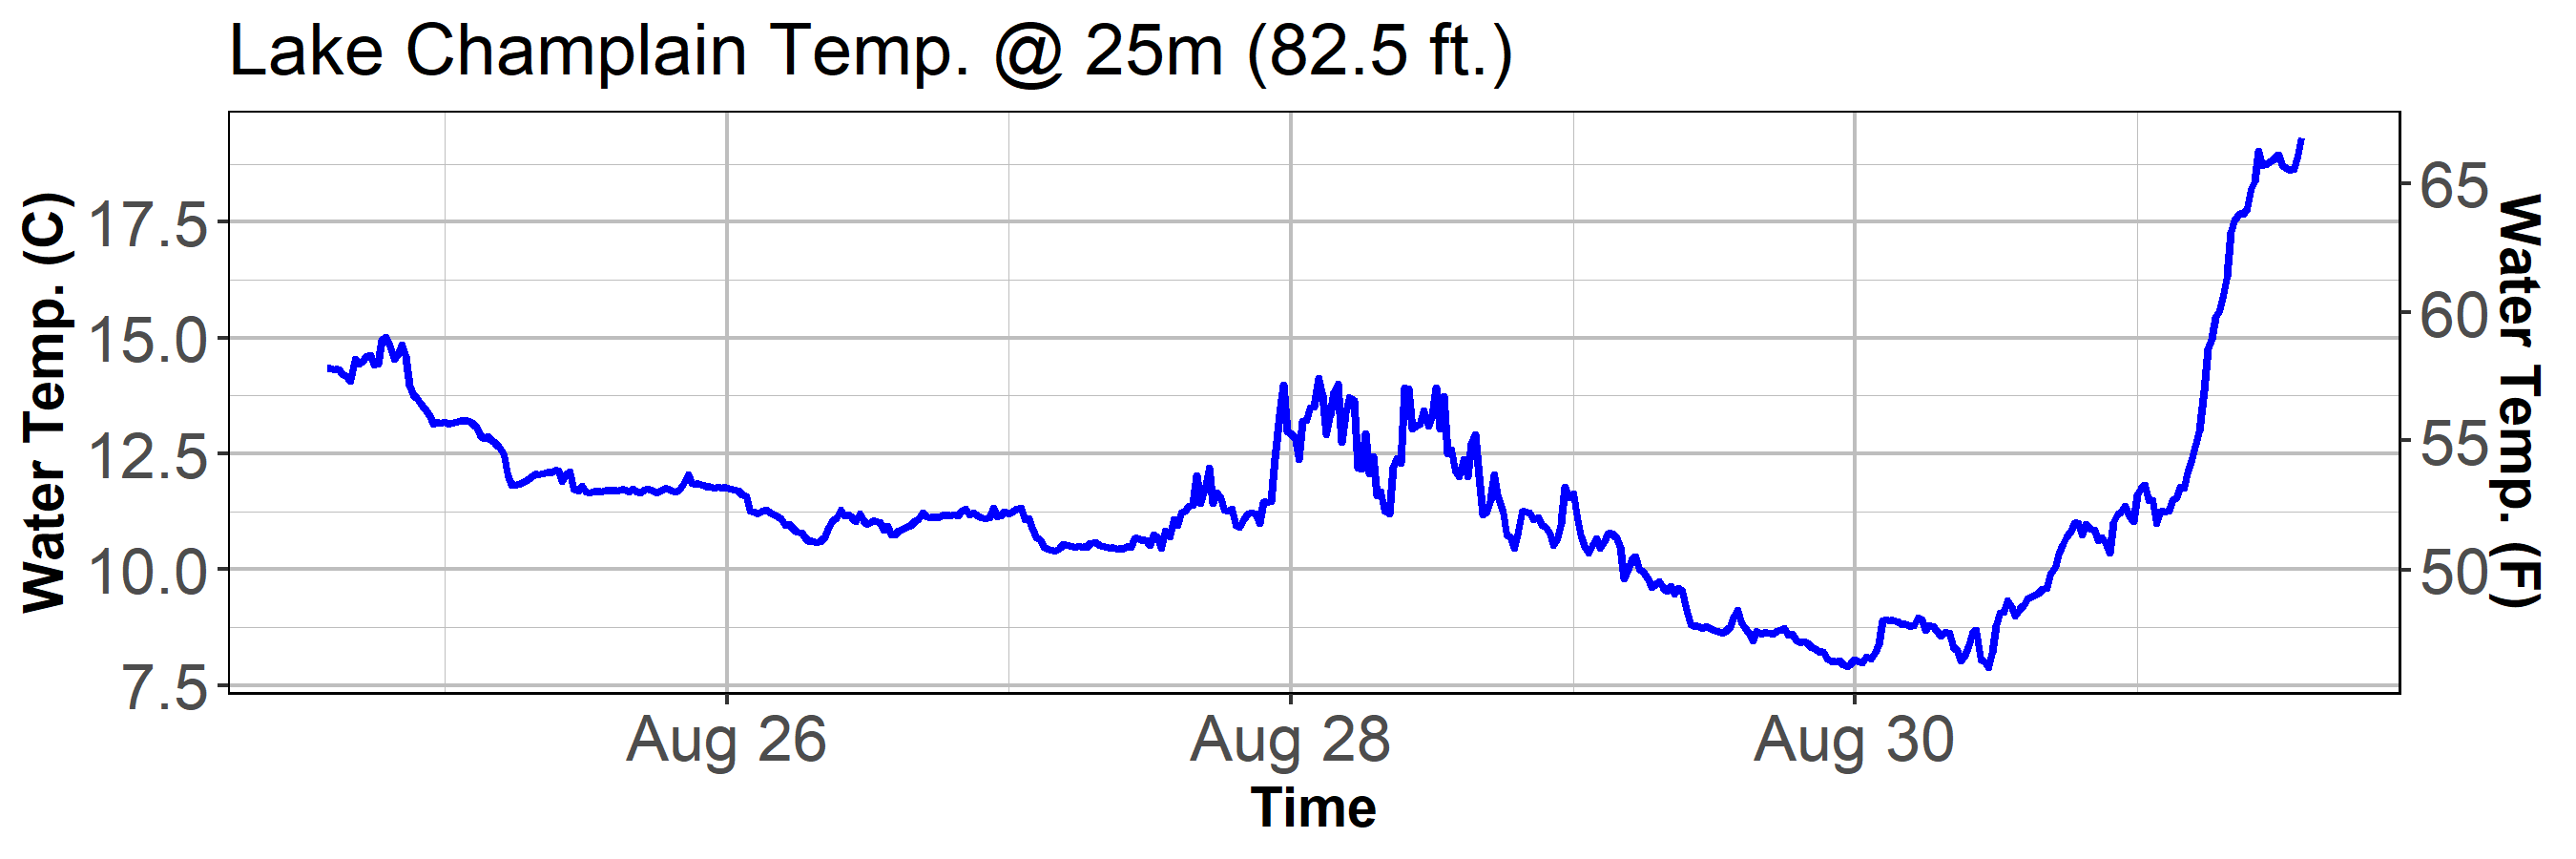 Lake Champlain Temp. @ 25m (82.5 ft.)
Water Temp. (C)
17.5
15.0
12.5
10.0
7.5
65
60
55
50
Water Temp. (F)
Aug 26
Aug 28
Aug 30
Time